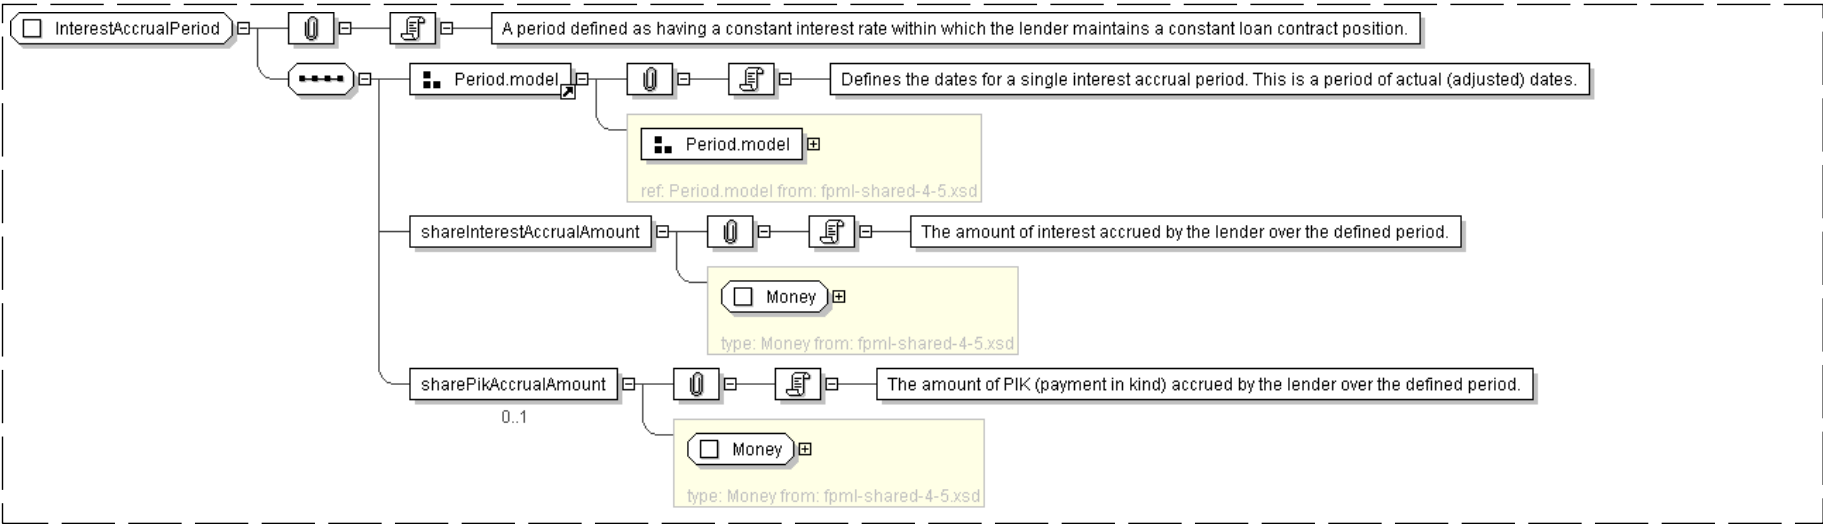 InterestAccrualPeriod
A period defined as having a constant interest rate within which the lender maintains a constant loan contract position.
Period.model
Defines the dates for a single interest accrual period. This is a period of actual (adjusted) dates.
Period.model
ref: Period.model from: fpml-shared-4-5.xsd
shareInterestAccrualAmount
The amount of interest accrued by the lender over the defined period.
Money
type: Money from: fpml-shared-4-5.xsd
sharePikAccrualAmount
The amount of PIK (payment in kind) accrued by the lender over the defined period.
0..1
Money
type: Money from: fpml-shared-4-5.xsd